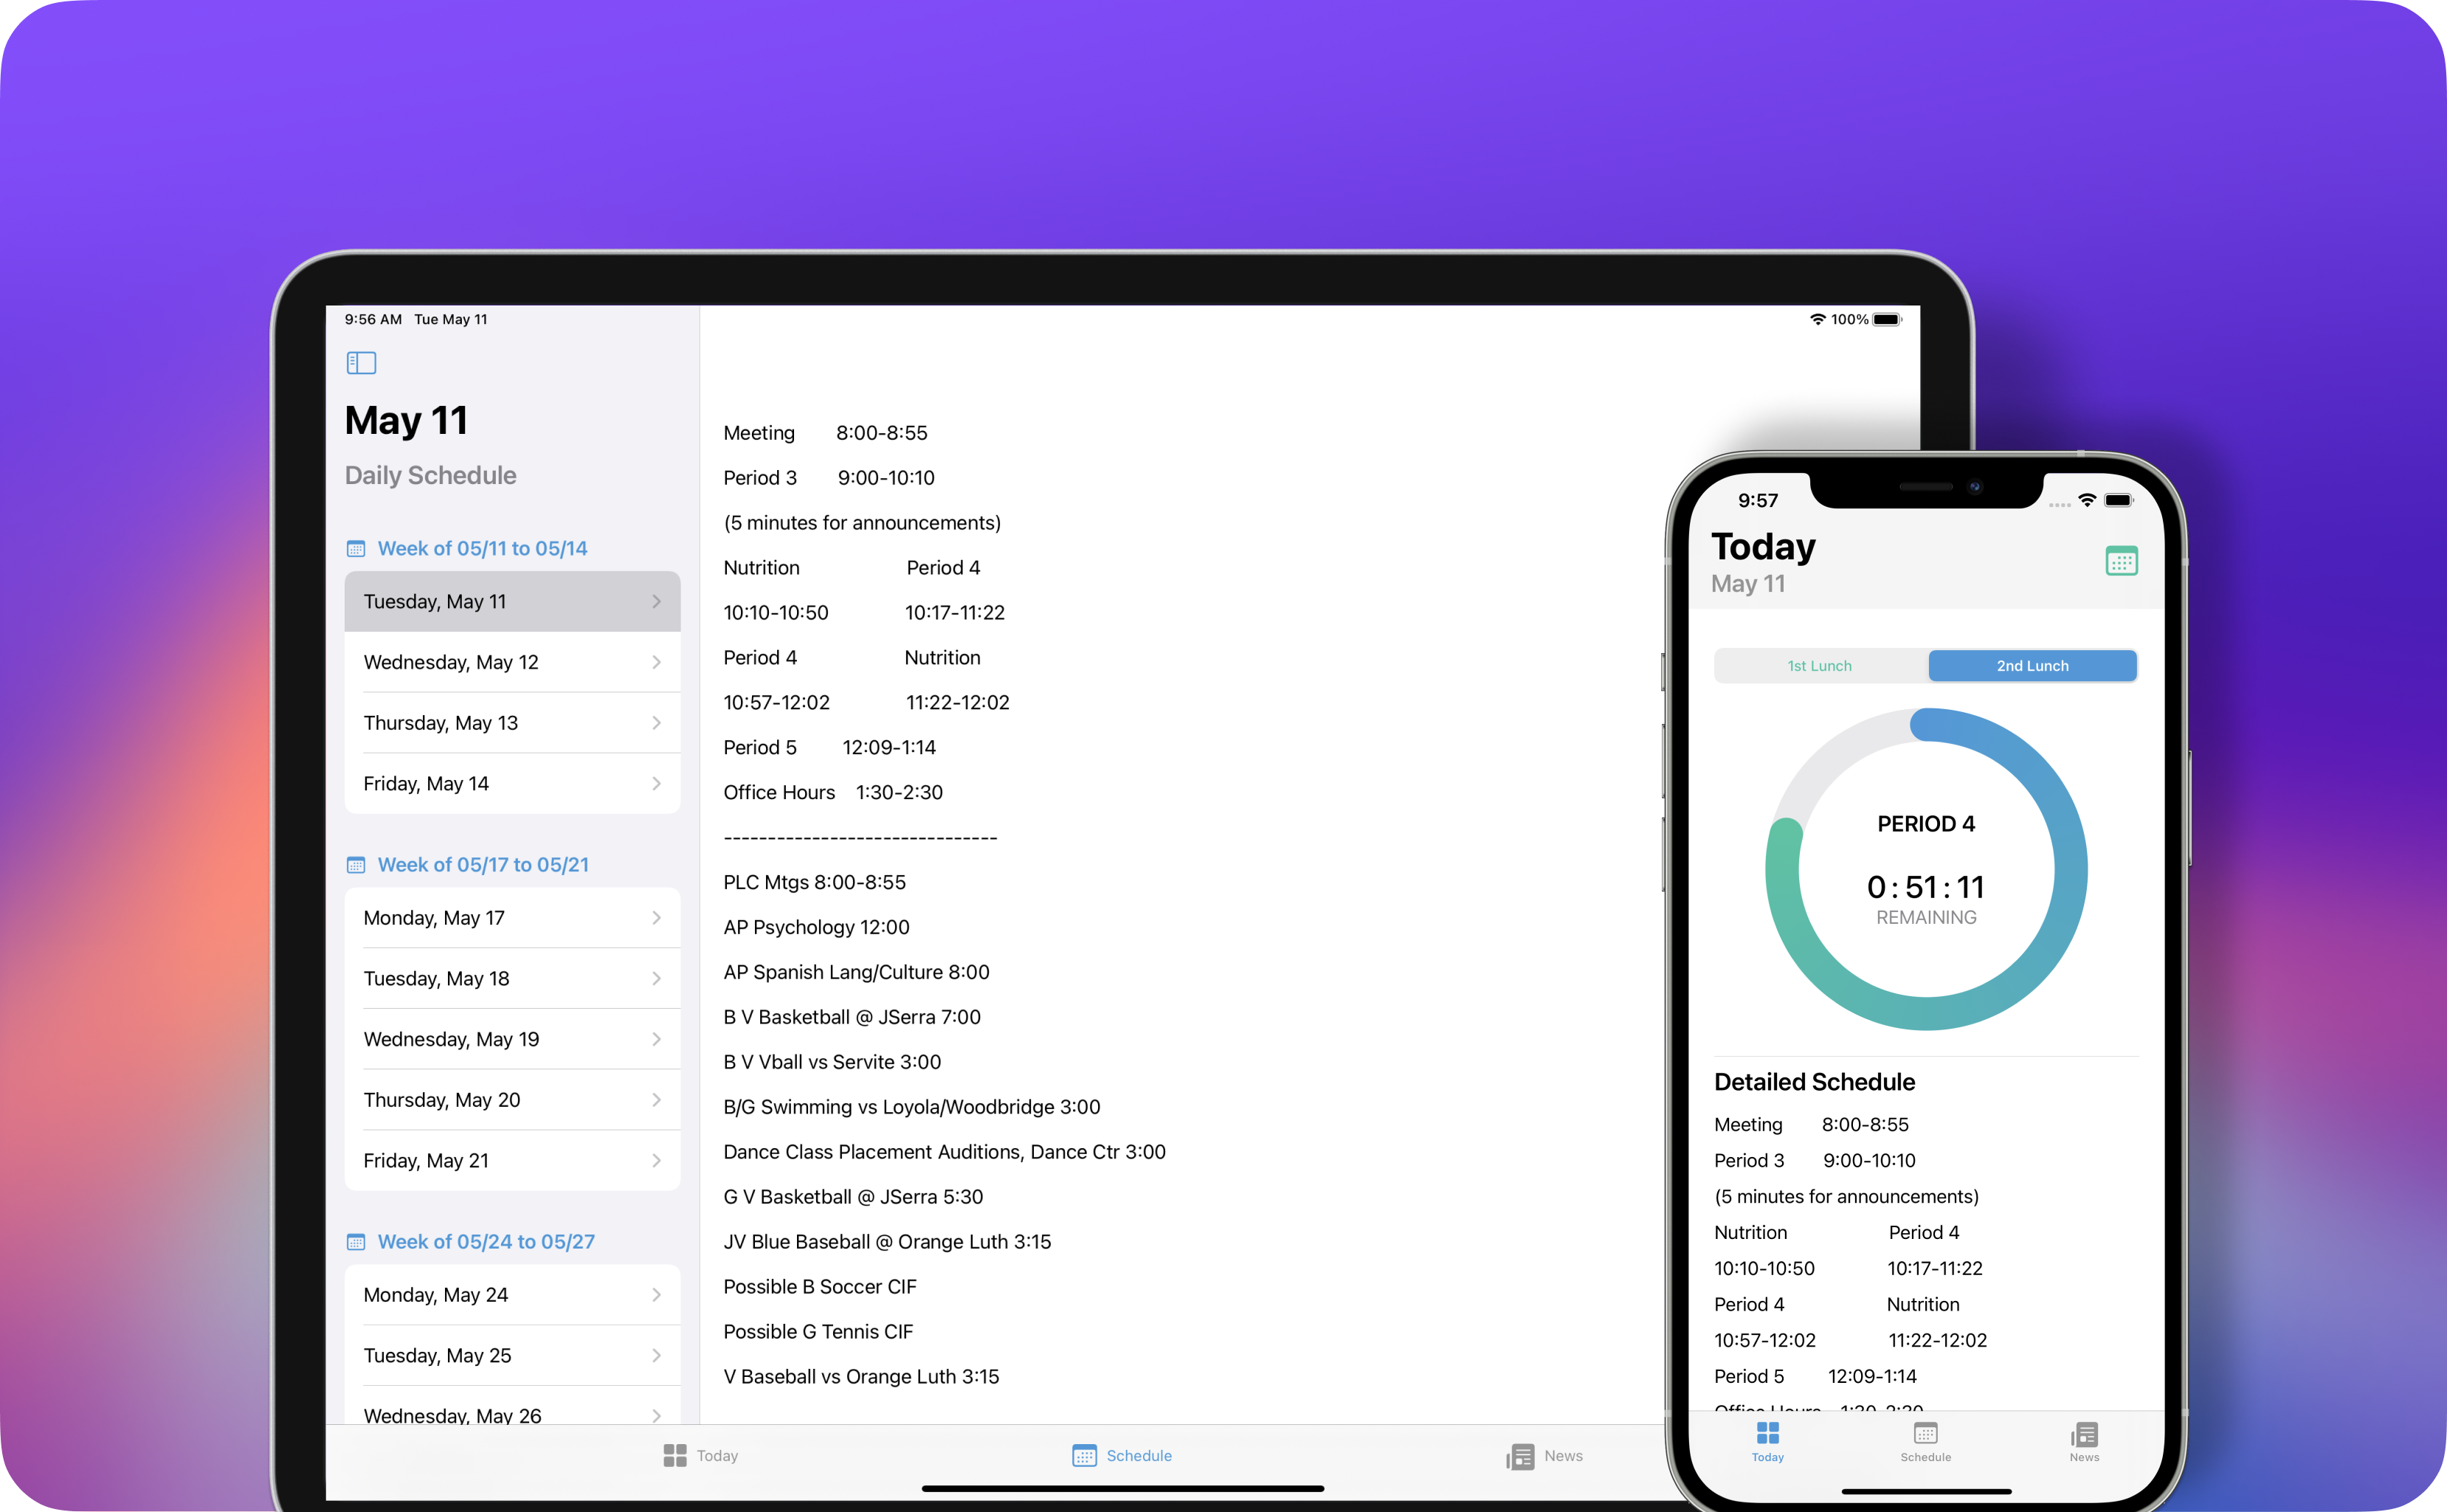 9:56 AM Tue May 11
100%
May 11
Daily Schedule
Week of 05/11 to 05/14
Tuesday, May 11
Wednesday, May 12
Thursday, May 13
Friday, May 14
Week of 05/17 to 05/21
Monday, May 17
Tuesday, May 18
Wednesday, May 19
Thursday, May 20
Friday, May 21
Week of 05/24 to 05/27
Monday, May 24
Tuesday, May 25
Wednesday, May 26
Meeting 8:00-8:55
Period 3 9:00-10:10
(5 minutes for announcements)
Nutrition Period 4
10:10-10:50 10:17-11:22
Period 4 Nutrition
10:57-12:02 11:22-12:02
Period 5 12:09-1:14
Office Hours 1:30-2:30
-------------------------------
PLC Mtgs 8:00-8:55
AP Psychology 12:00
AP Spanish Lang/Culture 8:00
B V Basketball @ JSerra 7:00
B V Vball vs Servite 3:00
B/G Swimming vs Loyola/Woodbridge 3:00
Dance Class Placement Auditions, Dance Ctr 3:00
G V Basketball @ JSerra 5:30
JV Blue Baseball @ Orange Luth 3:15
Possible B Soccer CIF
Possible G Tennis CIF
V Baseball vs Orange Luth 3:15
Today Schedule News
9:57
Today
May 11
1st Lunch 2nd Lunch
PERIOD 4
0:51:11
REMAINING
Detailed Schedule
Meeting 8:00-8:55
Period 3 9:00-10:10
(5 minutes for announcements)
Nutrition Period 4
10:10-10:50 10:17-11:22
Period 4 Nutrition
10:57-12:02 11:22-12:02
Period 5 12:09-1:14
Office Hours 1:30-2:30
Today Schedule News